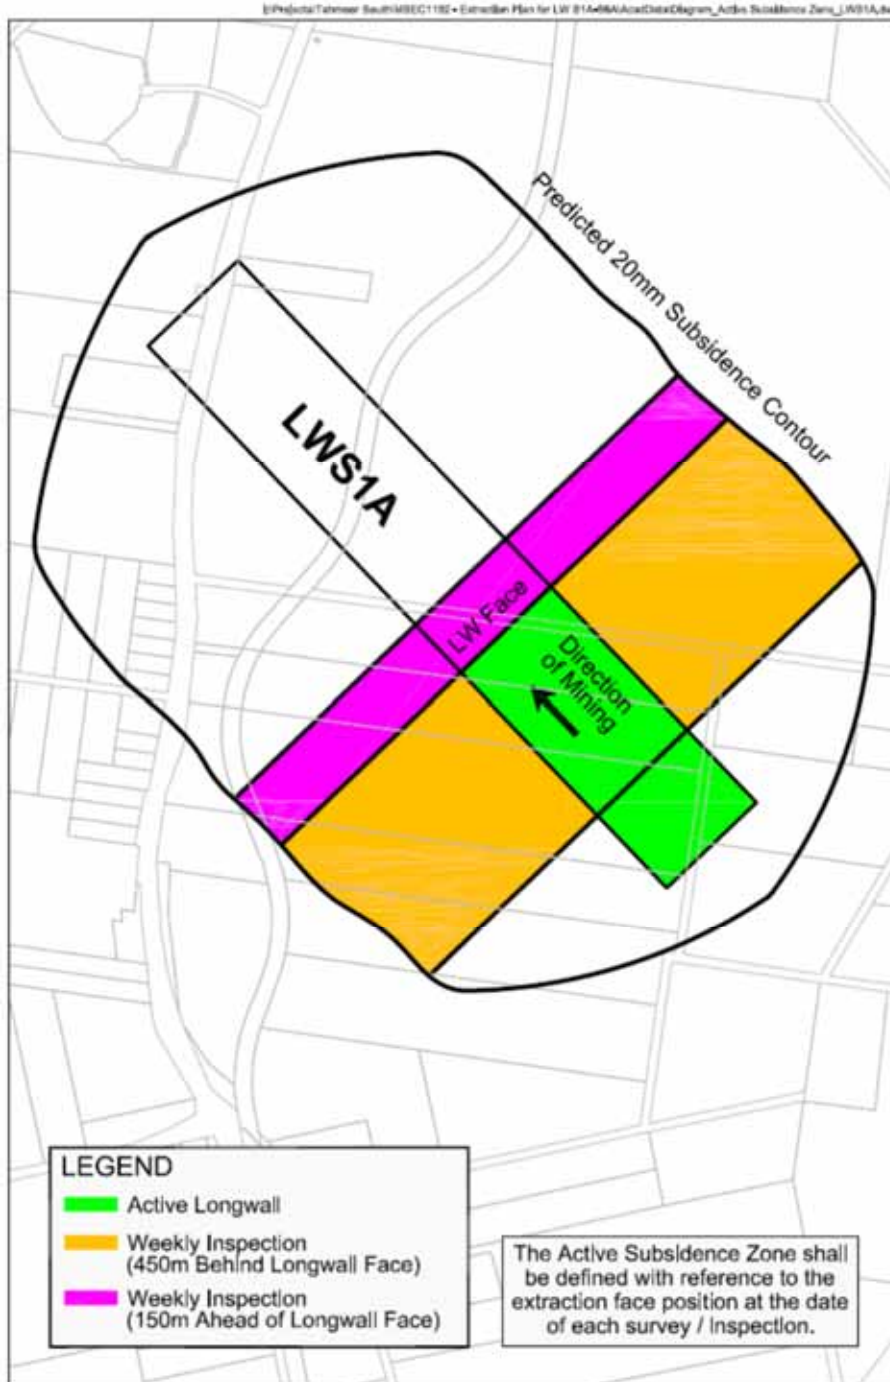 Predicted 20mm Subsidence Contour
LWS1A
LW Face
Direction
of Mining
LEGEND
Active Longwall
Weekly Inspection
(450m Behind Longwall Face)
Weekly Inspection
(150m Ahead of Longwall Face)
The Active Subsidence Zone shall
be defined with reference to the
extraction face position at the date
of each survey / Inspection.